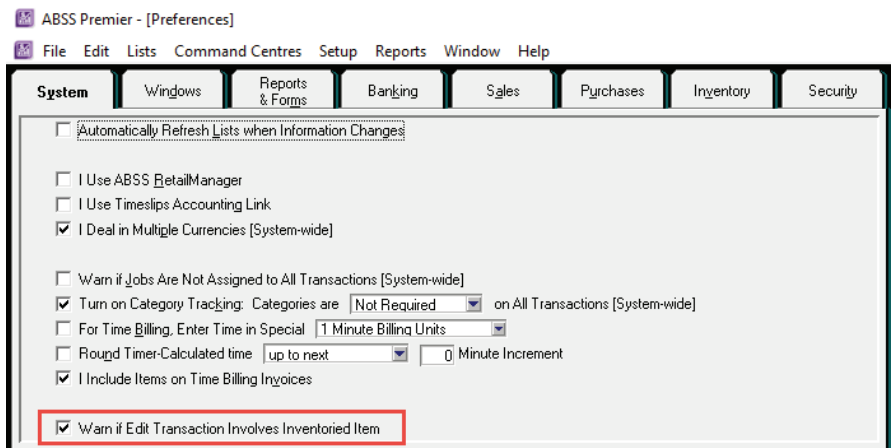 ABSS Premier - [Preferences]
File Edit Lists Command Centres Setup Reports Window Help
System Windows Reports & Forms Banking Sales Purchases Inventory Security
Automatically Refresh Lists when Information Changes
I Use ABSS RetailManager
I Use Timeslips Accounting Link
I Deal in Multiple Currencies [System-wide]
Warn if Jobs Are Not Assigned to All Transactions [System-wide]
Turn on Category Tracking: Categories are Not Required on All Transactions [System-wide]
For Time Billing, Enter Time in Special 1 Minute Billing Units
Round Timer-Calculated time up to next 0 Minute Increment
I Include Items on Time Billing Invoices
Warn if Edit Transaction Involves Inventoried Item